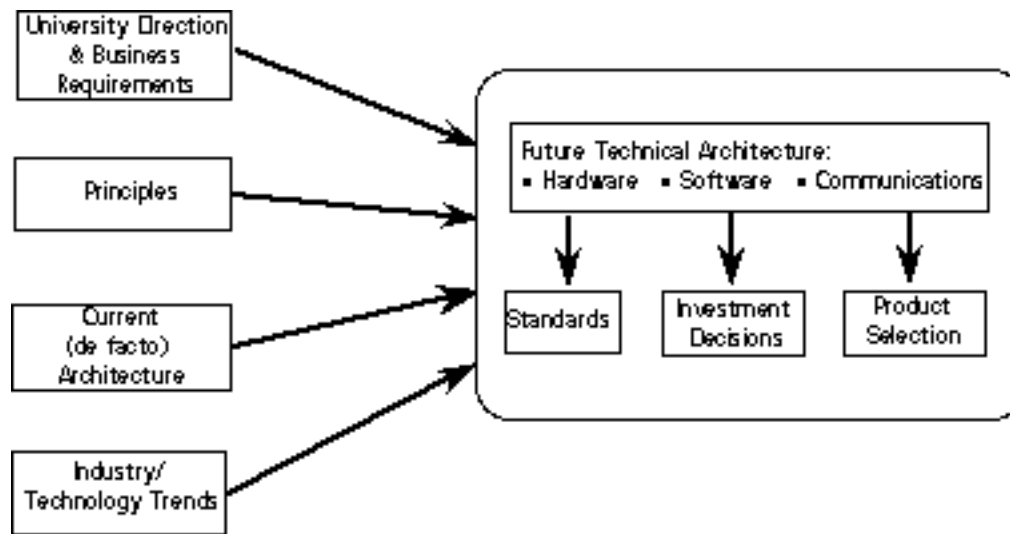 University Direction
& Business
Requirements
Principles
Current
(de facto)
Architecture
Industry/
Technology Trends
Future Technical Architecture:
▪ Hardware ▪ Software ▪ Communications
Standards
Investment
Decisions
Product
Selection